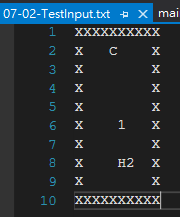 07-02-TestInput.txt mai
1 XXXXXXXXXX
2 X   C    X
3 X        X
4 X        X
5 X        X
6 X    1   X
7 X        X
8 X    H2  X
9 X        X
10 XXXXXXXXXX